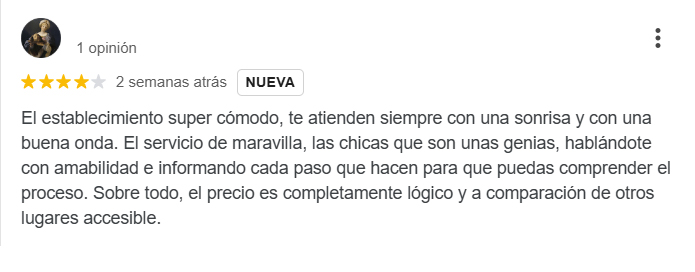 1 opinión
2 semanas atrás NUEVA
El establecimiento super cómodo, te atienden siempre con una sonrisa y con una
buena onda. El servicio de maravilla, las chicas que son unas genias, hablándote
con amabilidad e informando cada paso que hacen para que puedas comprender el
proceso. Sobre todo, el precio es completamente lógico y a comparación de otros
lugares accesible.